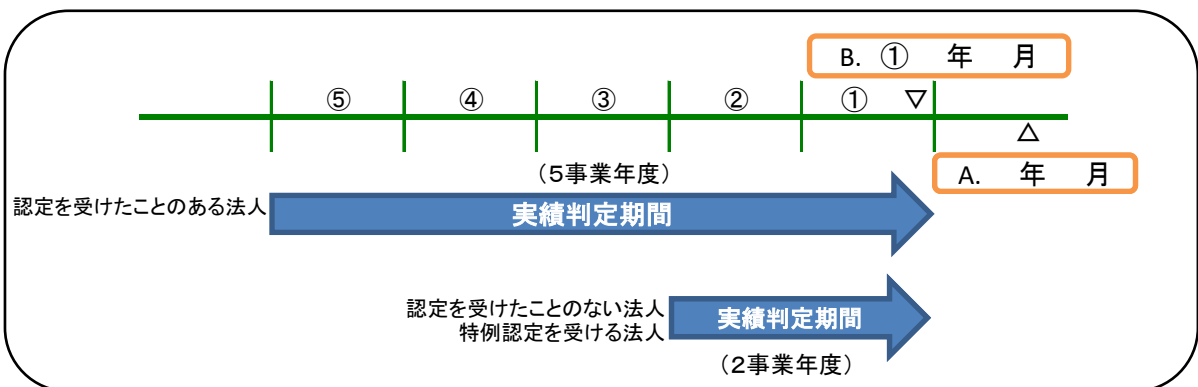 B. ① 年 月
⑤ ④ ③ ② ① ▽
△
(5事業年度)
A. 年 月
認定を受けたことのある法人
実績判定期間
認定を受けたことのない法人
特例認定を受ける法人
実績判定期間
(2事業年度)